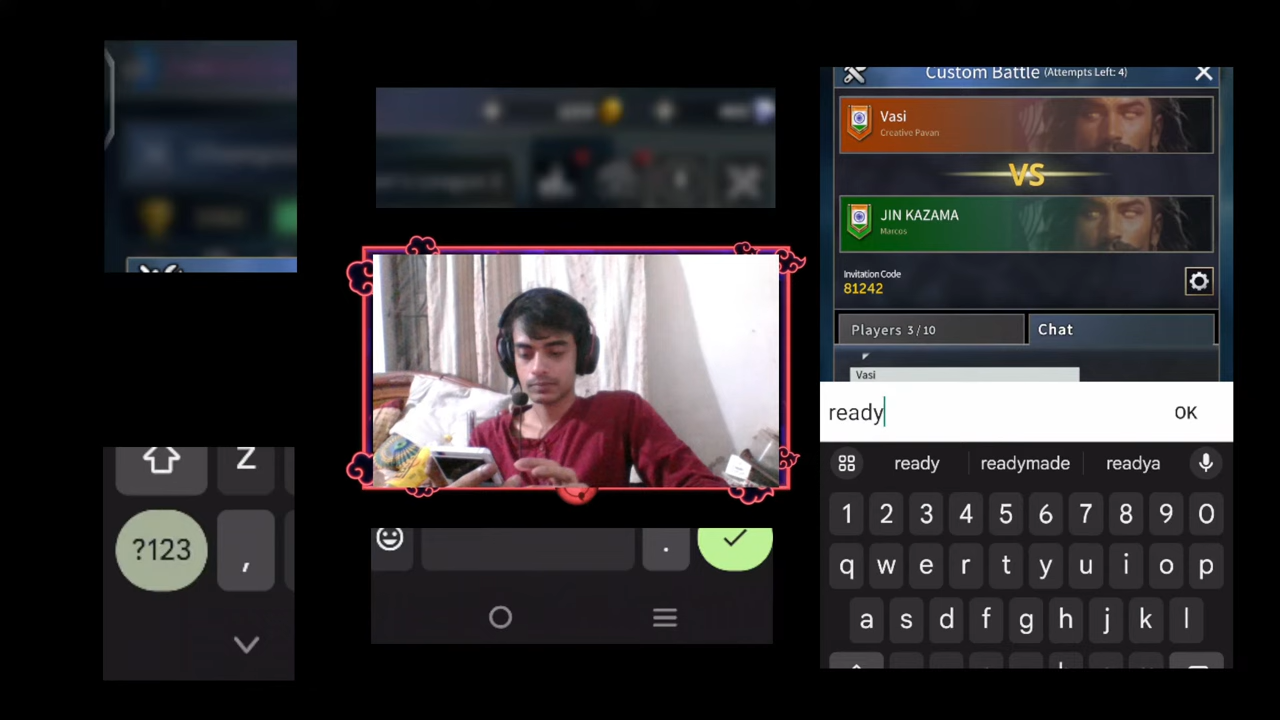 Custom Battle (Attempts Left: 4)
Vasi
Creative Pavan
VS
JIN KAZAMA
Marcos
Invitation Code
81242
Players 3 / 10
Chat
Vasi
ready
OK
ready
readymade
readya
1 2 3 4 5 6 7 8 9 0
q w e r t y u i o p
a s d f g h j k l
Z
?123 ,
.